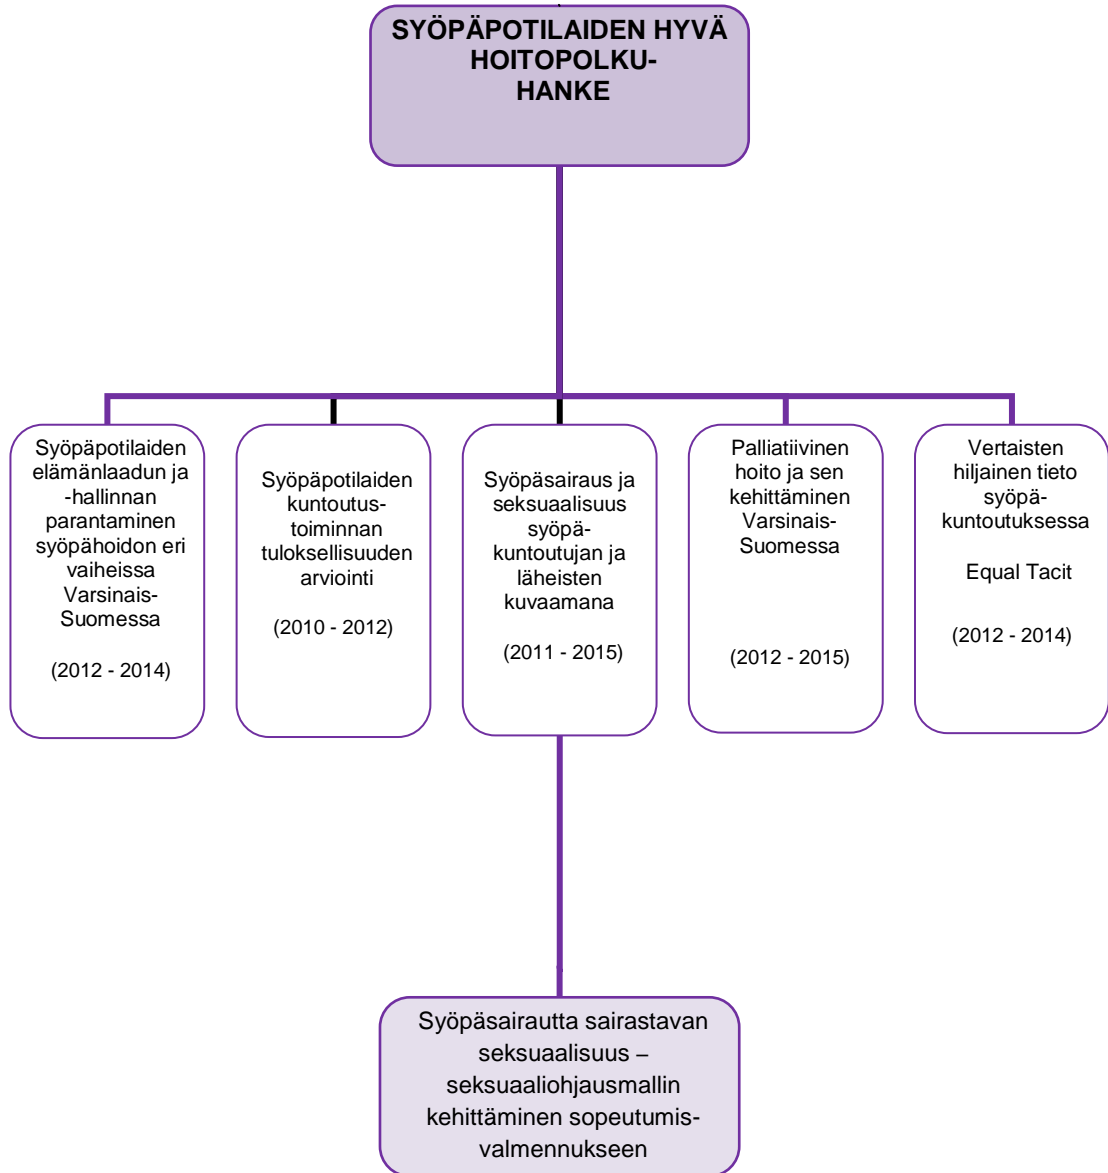 SYÖPÄPOTILAIDEN HYVÄ
HOITOPOLKU-
HANKE
Syöpäpotilaiden
elämänlaadun ja
-hallinnan
parantaminen
syöpähoidon eri
vaiheissa
Varsinais-
Suomessa
(2012 - 2014)
Syöpäpotilaiden
kuntoutus-
toiminnan
tuloksellisuuden
arviointi
(2010 - 2012)
Syöpäsairaus ja
seksuaalisuus
syöpä-
kuntoutujan ja
läheisten
kuvaamana
(2011 - 2015)
Palliatiivinen
hoito ja sen
kehittäminen
Varsinais-
Suomessa
(2012 - 2015)
Vertaisten
hiljainen tieto
syöpä-
kuntoutuksessa
Equal Tacit
(2012 - 2014)
Syöpäsairautta sairastavan
seksuaalisuus –
seksuaaliohjausmallin
kehittäminen sopeutumis-
valmennukseen